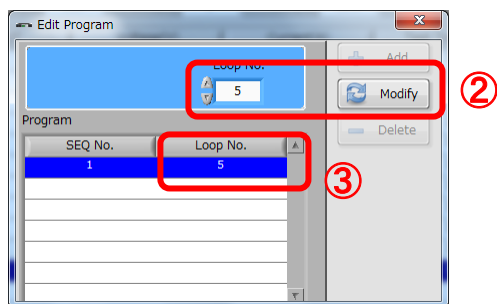 Edit Program
Loop No.
Add
5
Modify
②
Program
Delete
SEQ No. Loop No.
1 5
③